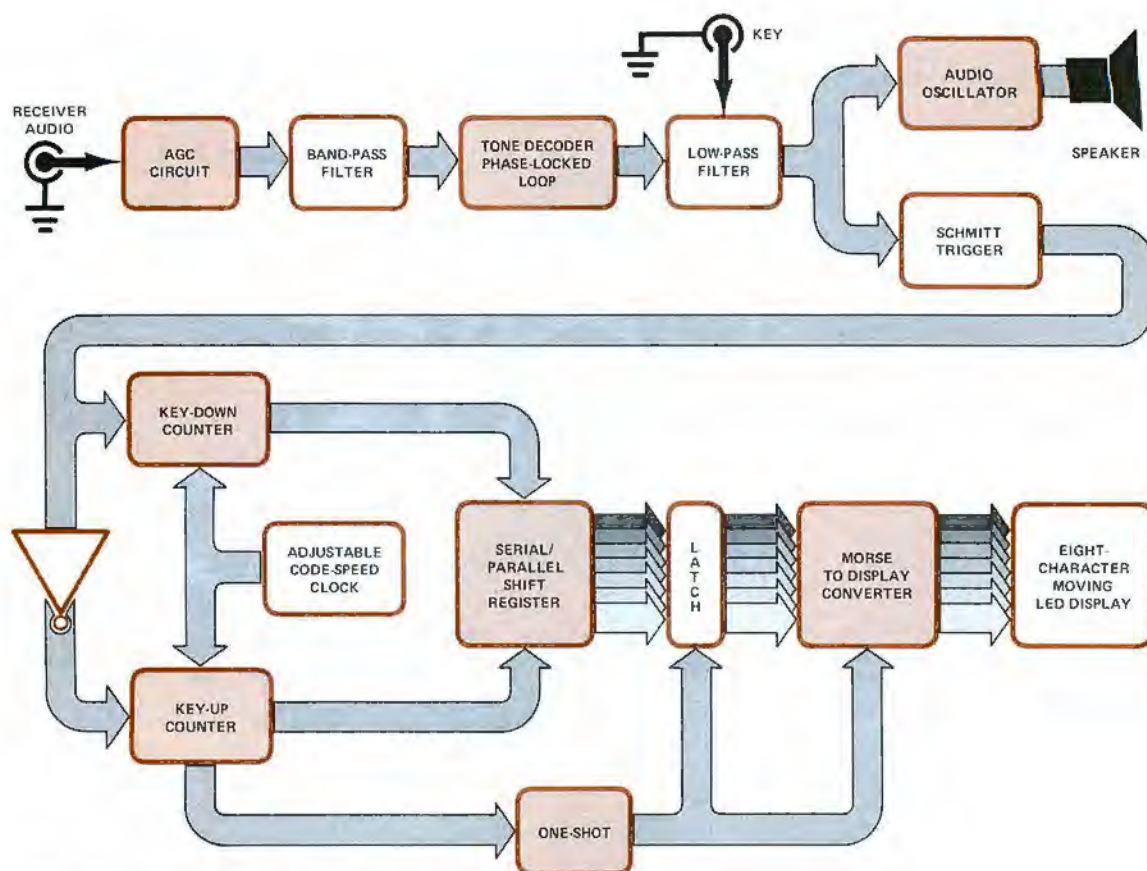 KEY
RECEIVER
AUDIO
AGC
CIRCUIT
BAND-PASS
FILTER
TONE DECODER
PHASE-LOCKED
LOOP
LOW-PASS
FILTER
AUDIO
OSCILLATOR
SPEAKER
SCHMITT
TRIGGER
KEY-DOWN
COUNTER
ADJUSTABLE
CODE-SPEED
CLOCK
SERIAL/
PARALLEL
SHIFT
REGISTER
LATCH
MORSE
TO DISPLAY
CONVERTER
EIGHT-
CHARACTER
MOVING
LED DISPLAY
KEY-UP
COUNTER
ONE-SHOT